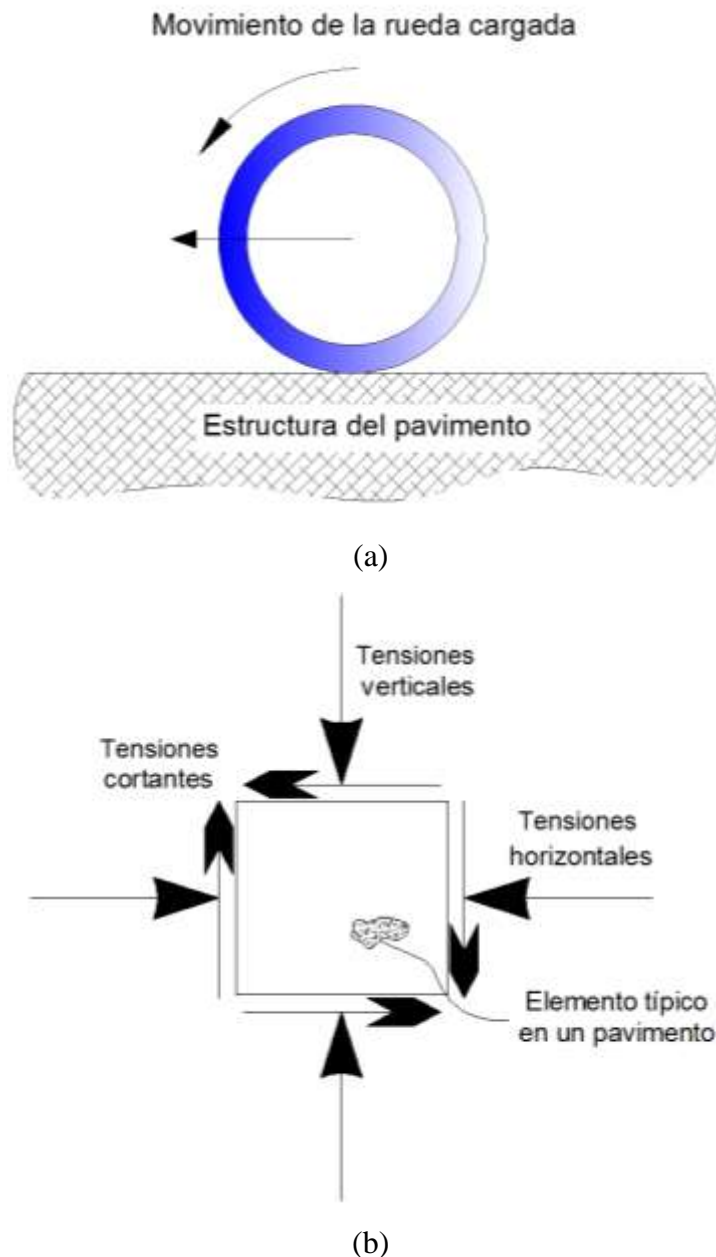 Movimiento de la rueda cargada
Estructura del pavimento
(a)
Tensiones
verticales
Tensiones
cortantes
Tensiones
horizontales
Elemento típico
en un pavimento
(b)